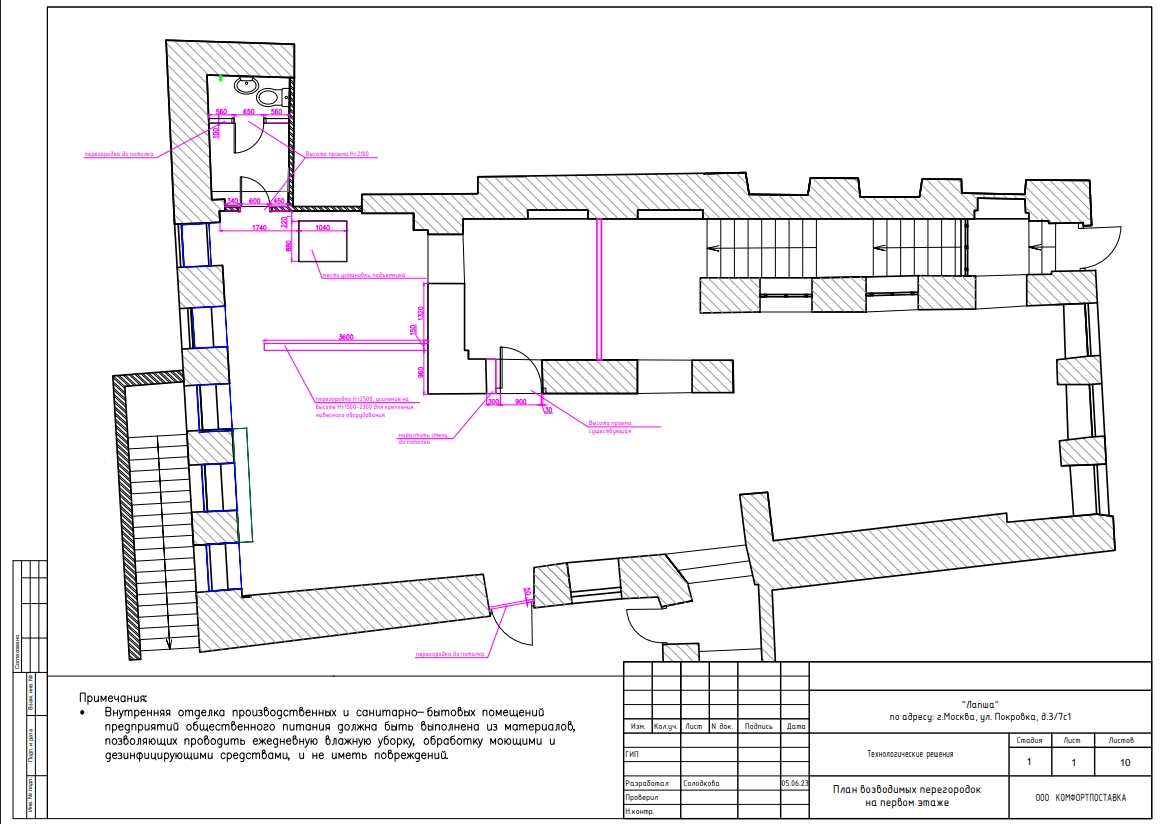 560 650 560
100
перегородка до потолка
Высота проема Н=2100
340 600 450
220
1740 1040
880
место установки подъемника
1320
150
3600
960
перегородка Н=2500, усиление на
высоте Н=1500-2300 для крепления
навесного оборудования
300 900
30
нарастить стену
до потолка
Высота проема
существующая
50
перегородка до потолка
Согласовано
Взам. инв. №
Подп. и дата
Инв. № подл.
Примечания:
• Внутренняя отделка производственных и санитарно-бытовых помещений
предприятий общественного питания должна быть выполнена из материалов,
позволяющих проводить ежедневную влажную уборку, обработку моющими и
дезинфицирующими средствами, и не иметь повреждений.
Изм. Кол.уч. Лист N док. Подпись Дата
ГИП
Разработал Солодкова 05.06.23
Проверил
Н.контр.
"Лапша"
по адресу: г.Москва, ул. Покровка, д.3/7с1
Технологические решения
Стадия Лист Листов
1 1 10
План возводимых перегородок
на первом этаже
ООО КОМФОРТПОСТАВКА